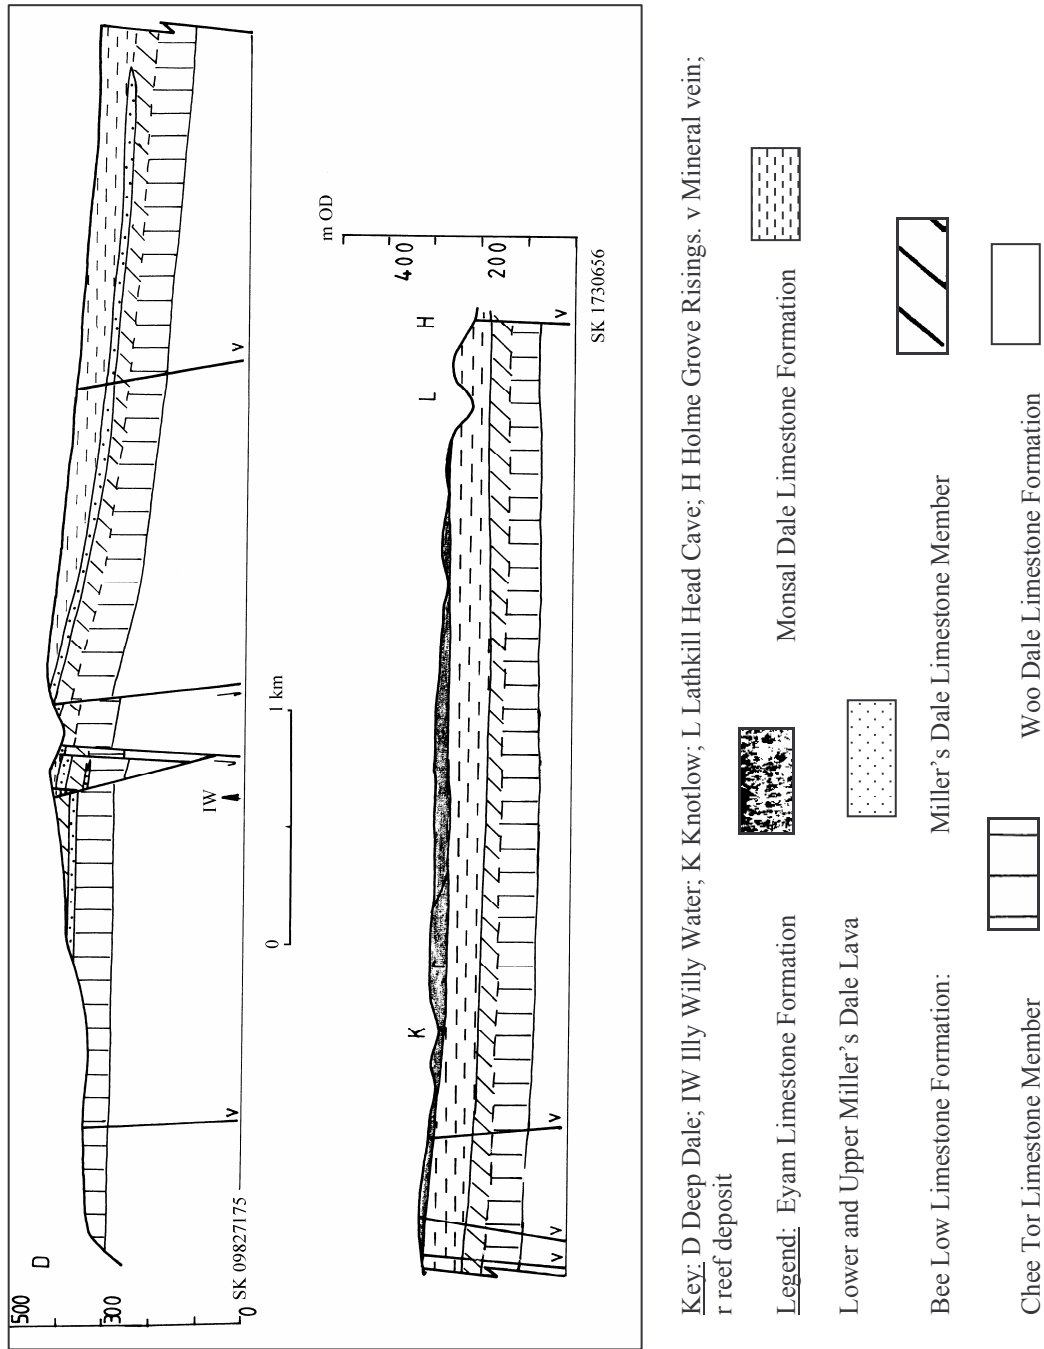 D
500
300
0
SK 09827175
v
IW
v
0
1 km
K
L
H
m OD
400
200
v
v
v
v
SK 1730656
Key: D Deep Dale; IW Illy Willy Water; K Knotlow; L Lathkill Head Cave; H Holme Grove Risings. v Mineral vein;
r reef deposit
Legend: Eyam Limestone Formation Monsal Dale Limestone Formation
Lower and Upper Miller’s Dale Lava
Bee Low Limestone Formation: Miller’s Dale Limestone Member
Chee Tor Limestone Member Woo Dale Limestone Formation